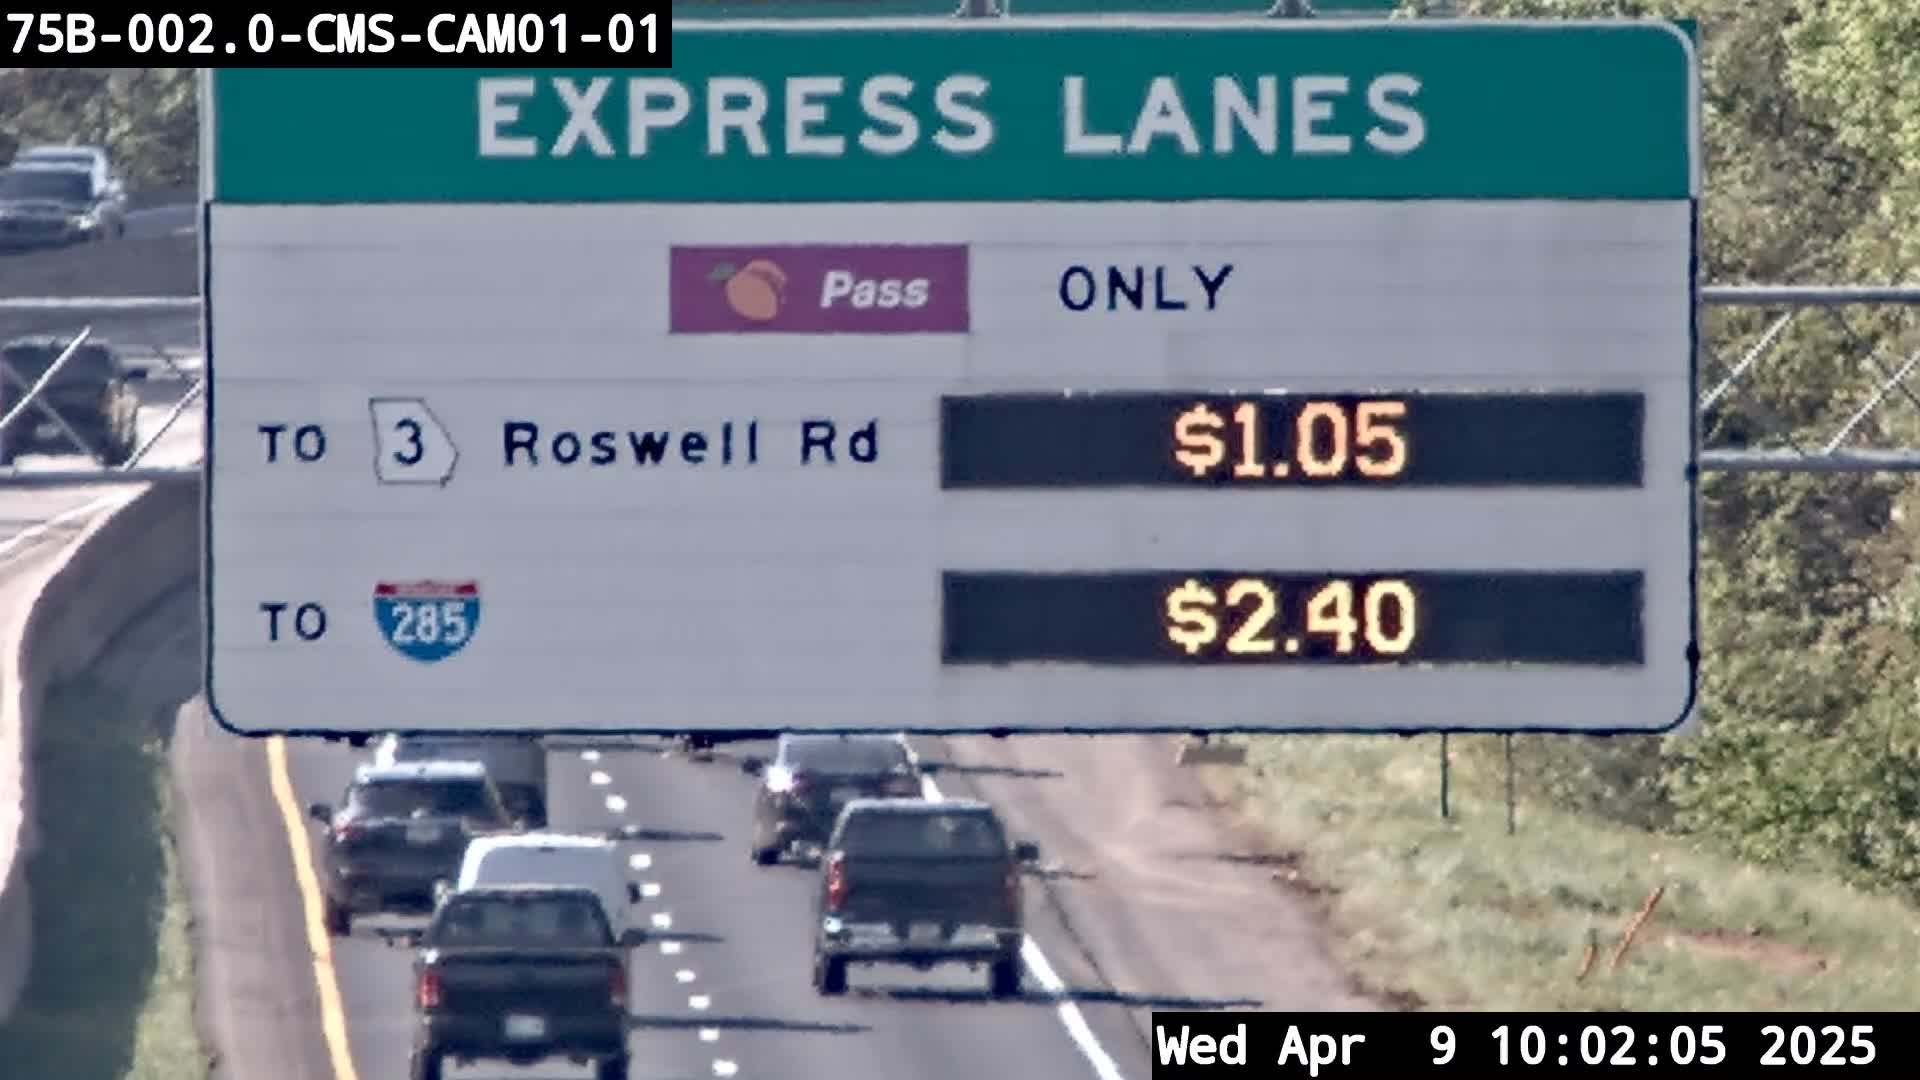 75B-002.0-CMS-CAM01-01
EXPRESS LANES
Pass ONLY
TO 3 Roswell Rd $1.05
TO 285 $2.40
Wed Apr 9 10:02:05 2025